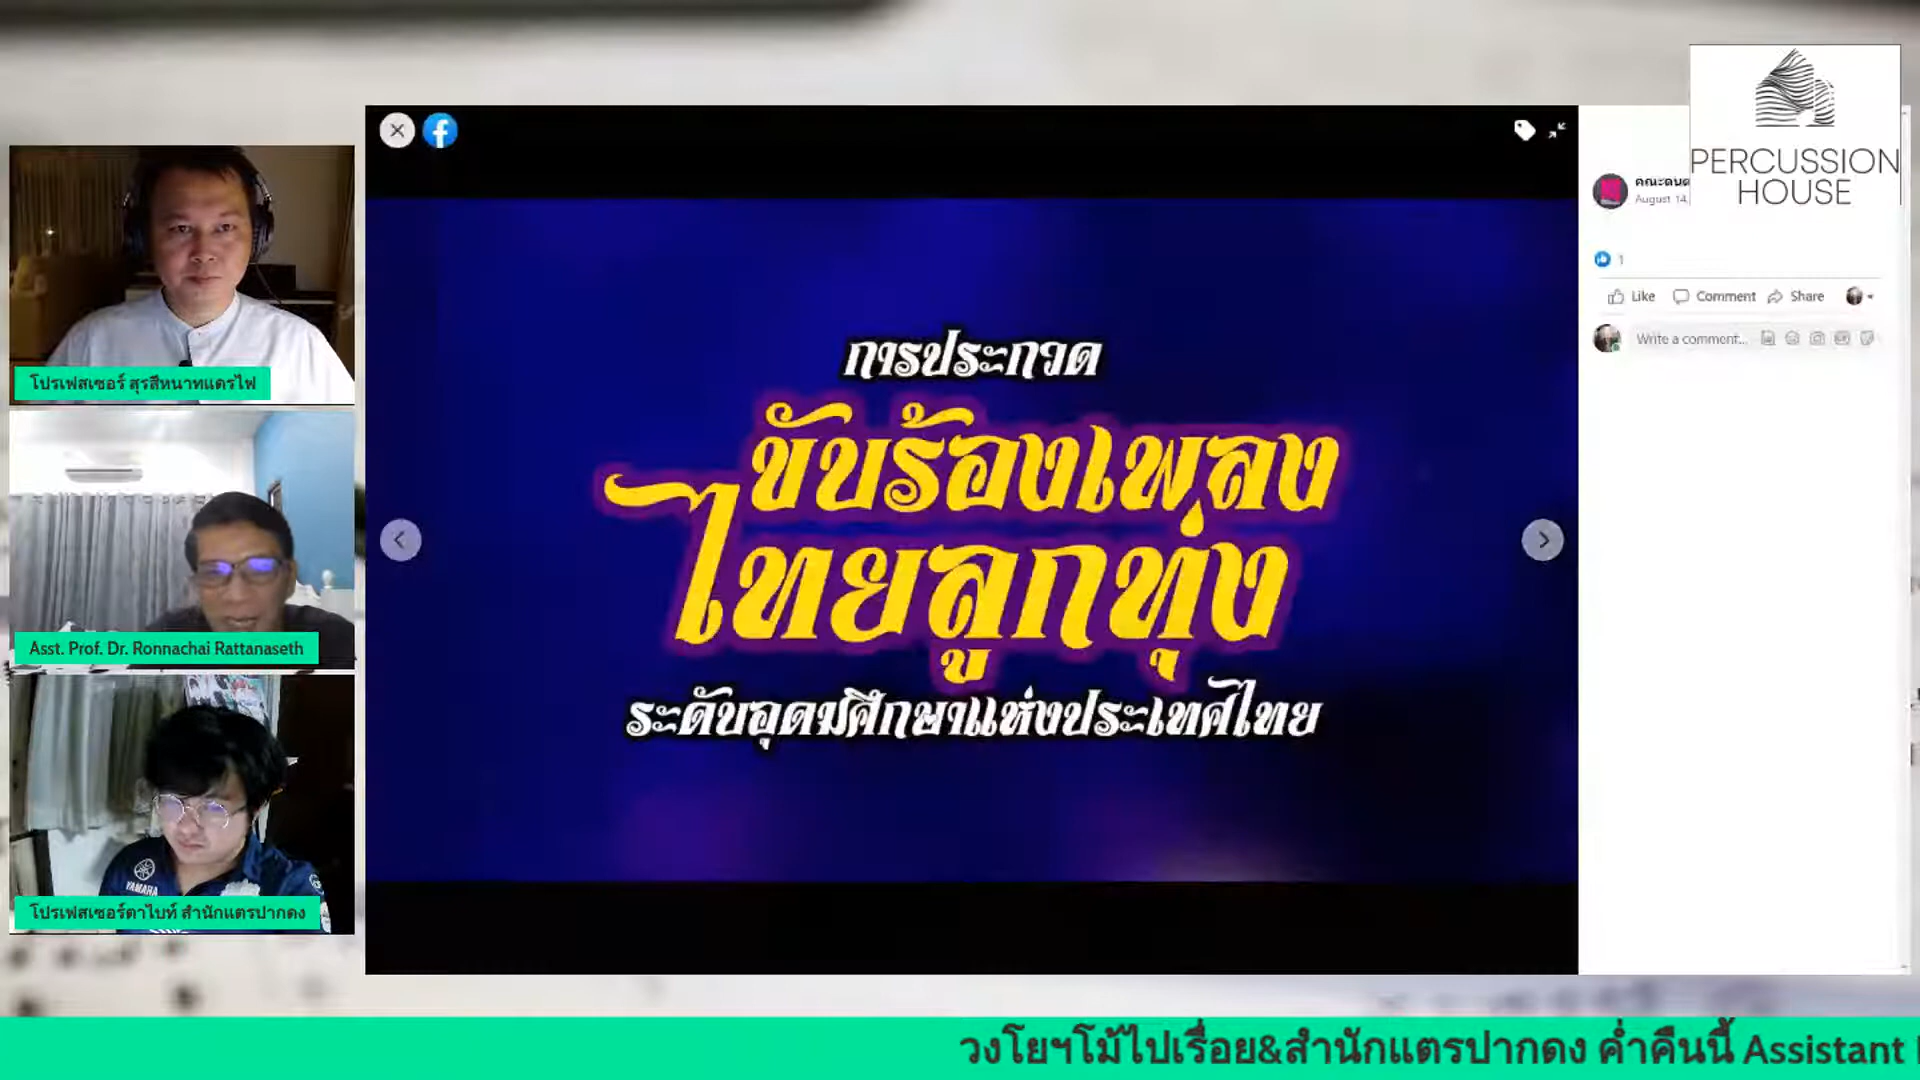 PERCUSSION
HOUSE
August 14,
1
Like Comment Share
Write a comment...
การประกวด
ขับร้องเพลง
ไทยลูกทุ่ง
ระดับอุดมศึกษาแห่งประเทศไทย
โปรเฟสเซอร์ สุรสีหนาทแดรไฟ
Asst. Prof. Dr. Ronnachai Rattanaseth
YAMAHA
โปรเฟสเซอร์ตาไบท์ สำนักแตรปากดง
วงโยฯโม้ไปเรื่อย&สำนักแตรปากดง ค่ำคืนนี้ Assistant